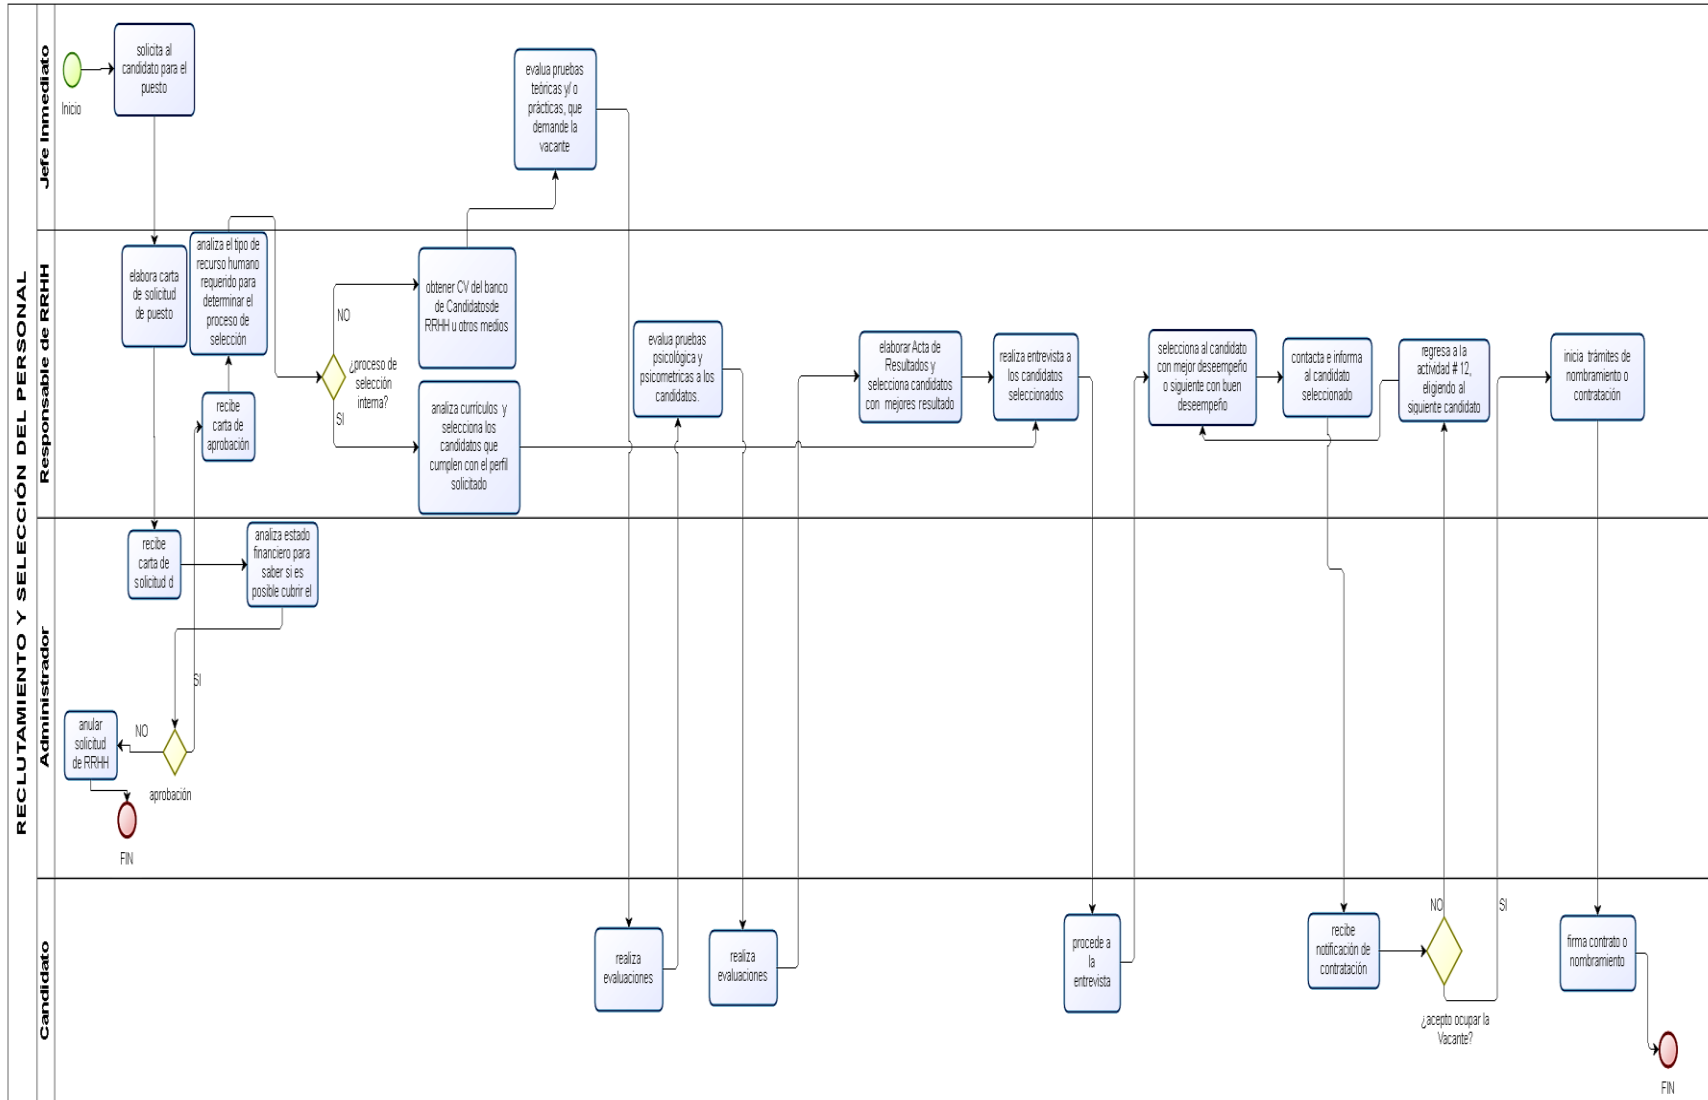 RECLUTAMIENTO Y SELECCIÓN DEL PERSONAL
Jefe Inmediato
Inicio
solicita al
candidato para el
puesto
evalua pruebas
teóricas y/ o
prácticas, que
demande la
vacante
Responsable de RRHH
elabora carta
de solicitud
de puesto
analiza el tipo de
recurso humano
requerido para
determinar el
proceso de
selección
recibe
carta de
aprobación
NO
¿proceso de
selección
interna?
SI
obtener CV del banco
de Candidatosde
RRHH u otros medios
analiza currículos y
selecciona los
candidatos que
cumplen con el perfil
solicitado
evalua pruebas
psicológica y
psicometricas a los
candidatos.
elaborar Acta de
Resultados y
selecciona candidatos
con mejores resultado
realiza entrevista a
los candidatos
seleccionados
selecciona al candidato
con mejor deseempeño
o siguiente con buen
deseempeño
contacta e informa
al candidato
seleccionado
regresa a la
actividad # 12,
eligiendo al
siguiente candidato
inicia trámites de
nombramiento o
contratación
Administrador
recibe
carta de
solicitud d
analiza estado
financiero para
saber si es
posible cubrir el
SI
anular
solicitud
de RRHH
NO
aprobación
FIN
Candidato
realiza
evaluaciones
realiza
evaluaciones
procede a
la
entrevista
recibe
notificación de
contratación
NO
SI
¿acepto ocupar la
Vacante?
firma contrato o
nombramiento
FIN